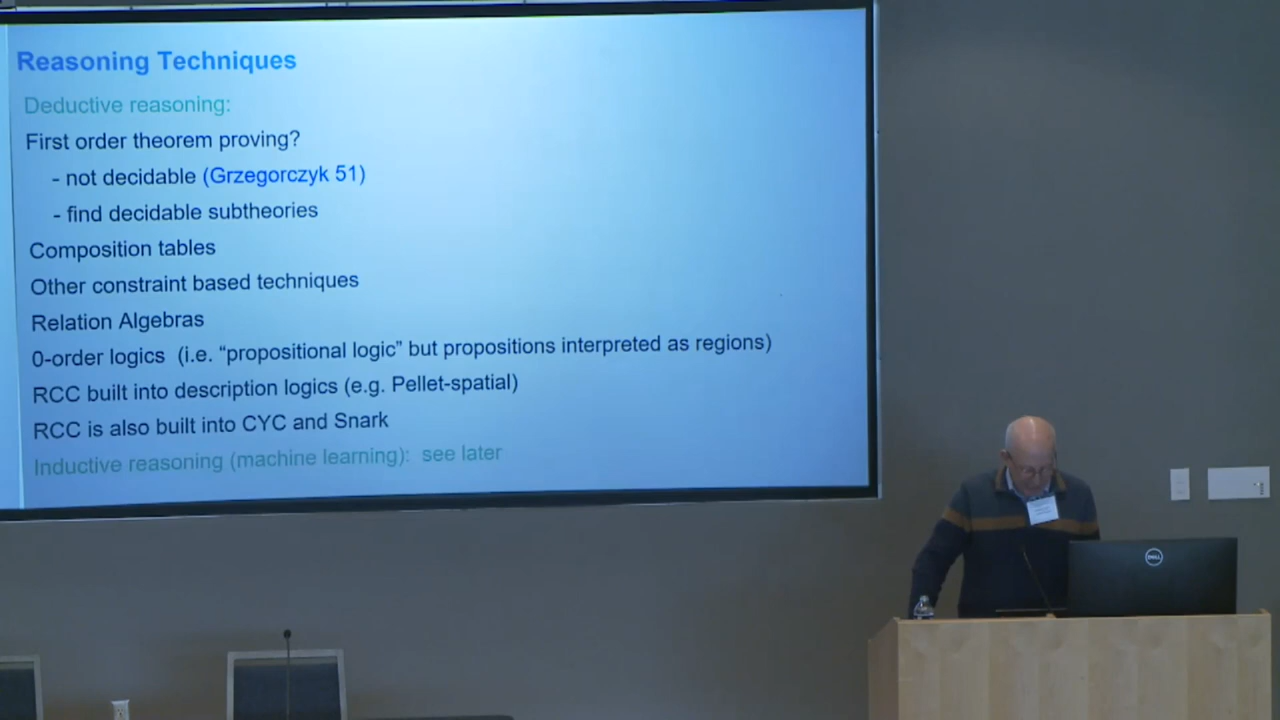 Reasoning Techniques
Deductive reasoning:
First order theorem proving?
- not decidable (Grzegorczyk 51)
- find decidable subtheories
Composition tables
Other constraint based techniques
Relation Algebras
0-order logics (i.e. “propositional logic” but propositions interpreted as regions)
RCC built into description logics (e.g. Pellet-spatial)
RCC is also built into CYC and Snark
Inductive reasoning (machine learning): see later
DELL